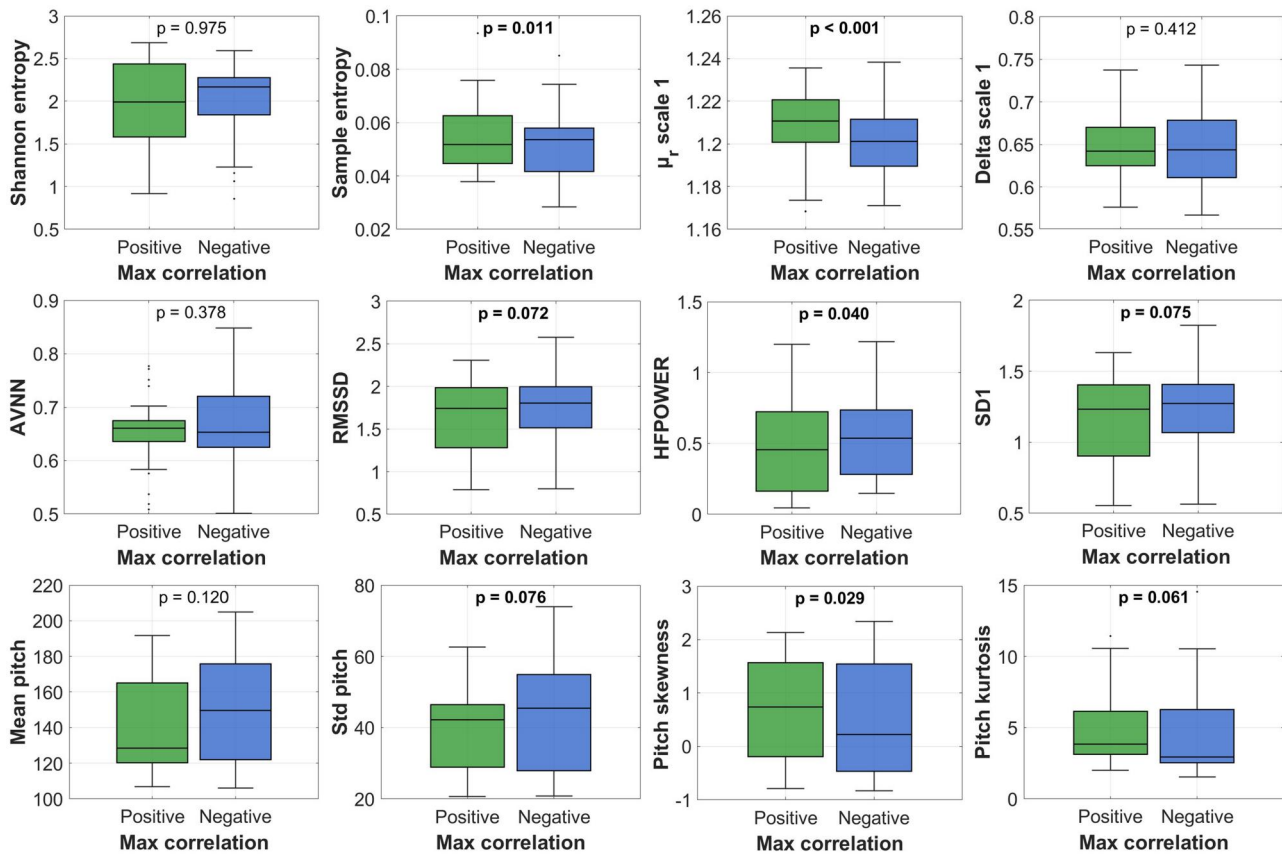 Shannon entropy
3
2.5
2
1.5
1
0.5
p = 0.975
Positive Negative
Max correlation
Sample entropy
0.1
0.08
0.06
0.04
0.02
p = 0.011
Positive Negative
Max correlation
μr scale 1
1.26
1.24
1.22
1.2
1.18
1.16
p < 0.001
Positive Negative
Max correlation
Delta scale 1
0.8
0.75
0.7
0.65
0.6
0.55
p = 0.412
Positive Negative
Max correlation
AVNN
0.9
0.8
0.7
0.6
0.5
p = 0.378
Positive Negative
Max correlation
RMSSD
3
2.5
2
1.5
1
0.5
p = 0.072
Positive Negative
Max correlation
HFPOWER
1.5
1
0.5
0
p = 0.040
Positive Negative
Max correlation
SD1
2
1.5
1
0.5
p = 0.075
Positive Negative
Max correlation
Mean pitch
220
200
180
160
140
120
100
p = 0.120
Positive Negative
Max correlation
Std pitch
80
60
40
20
p = 0.076
Positive Negative
Max correlation
Pitch skewness
3
2
1
0
-1
p = 0.029
Positive Negative
Max correlation
Pitch kurtosis
15
10
5
0
p = 0.061
Positive Negative
Max correlation